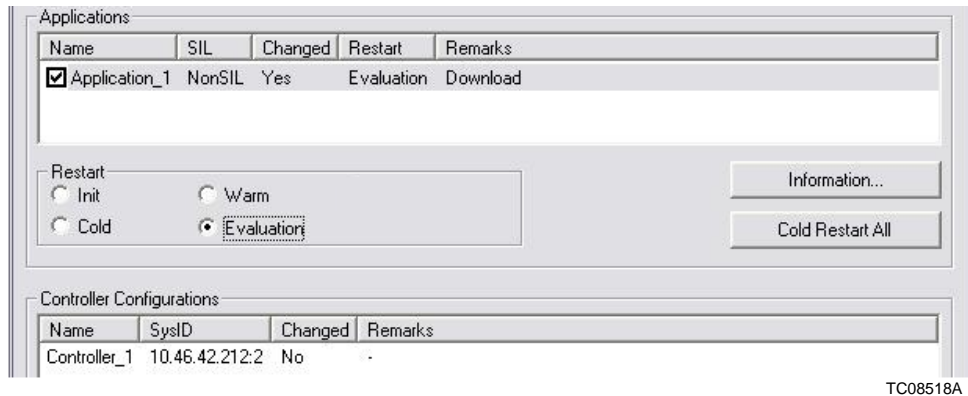 Applications
Name SIL Changed Restart Remarks
Application_1 NonSIL Yes Evaluation Download
Restart
Init Warm
Information...
Cold Evaluation
Cold Restart All
Controller Configurations
Name SysID Changed Remarks
Controller_1 10.46.42.212:2 No -
TC08518A